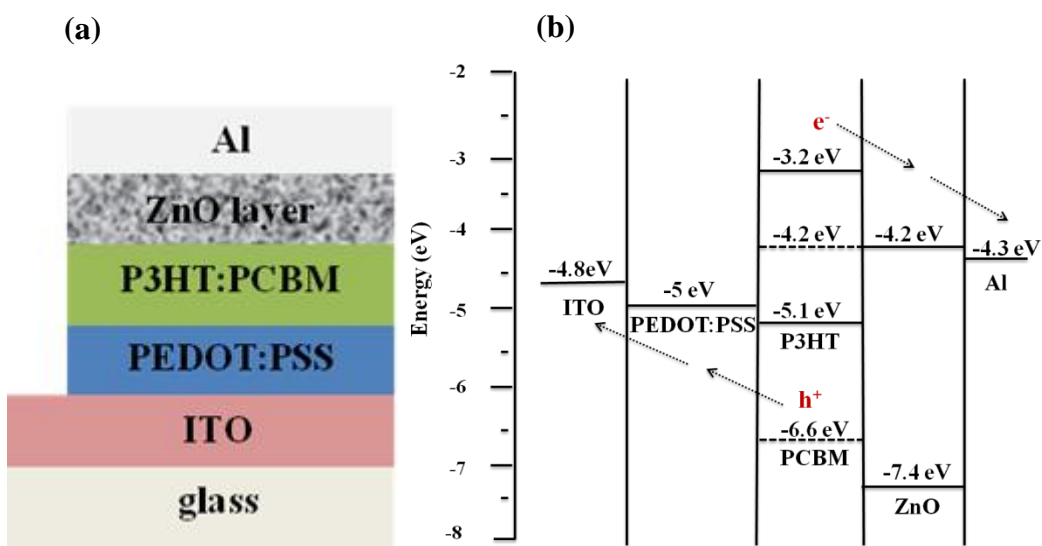 (a)
(b)
Al
ZnO layer
P3HT:PCBM
PEDOT:PSS
ITO
glass
Energy (eV)
-2
-3
-4
-5
-6
-7
-8
-4.8eV
ITO
-5 eV
PEDOT:PSS
e-
-3.2 eV
-4.2 eV
-5.1 eV
P3HT
h+
-6.6 eV
PCBM
-4.2 eV
-7.4 eV
ZnO
-4.3 eV
Al